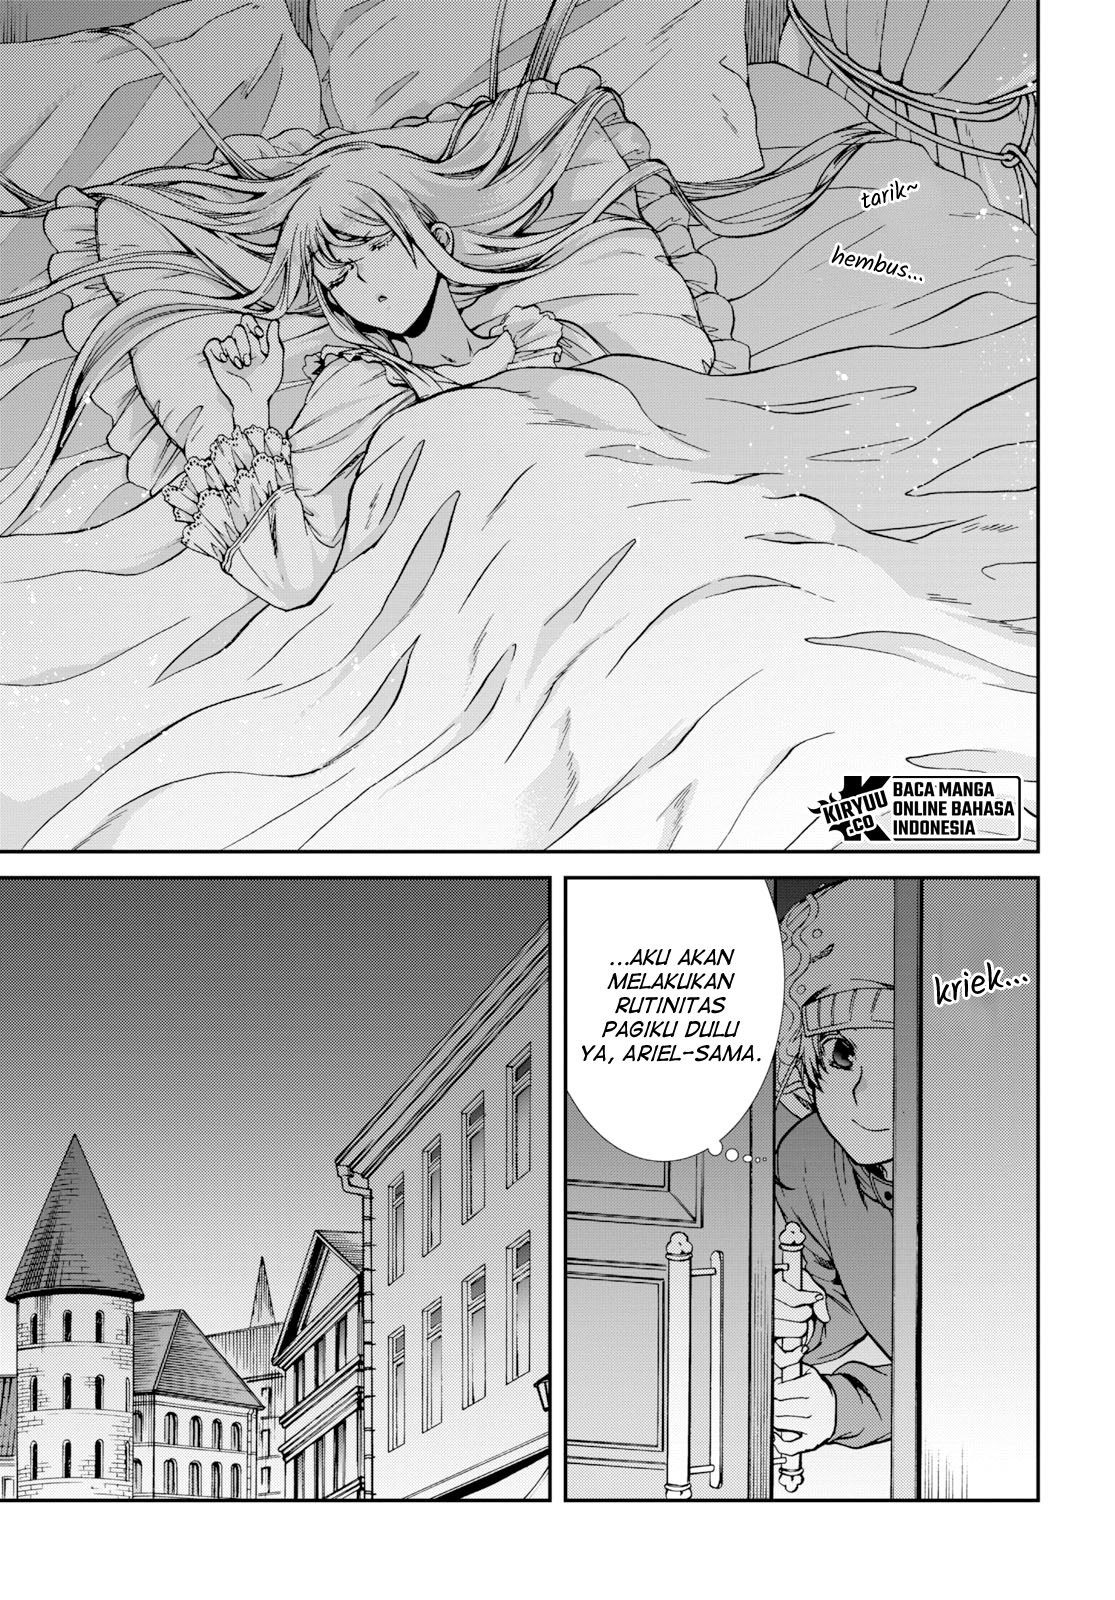 tarik~
hembus...
KIRYUU
.CO
BACA MANGA
ONLINE BAHASA
INDONESIA
kriek...
...AKU AKAN
MELAKUKAN
RUTINITAS
PAGIKU DULU
YA, ARIEL-SAMA.